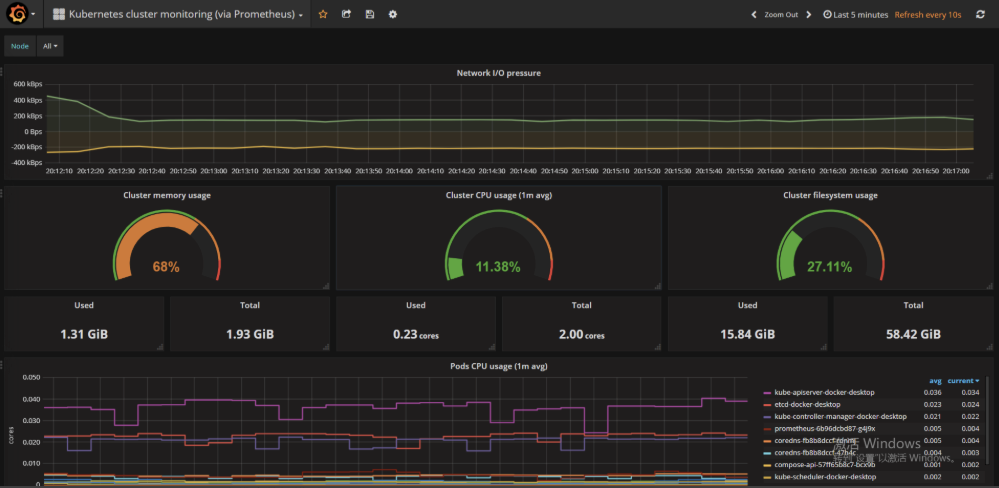 Kubernetes cluster monitoring (via Prometheus)
Zoom Out
Last 5 minutes
Refresh every 10s
Node
All
Network I/O pressure
600 kBps
400 kBps
200 kBps
0 Bps
-200 kBps
-400 kBps
20:12:10 20:12:20 20:12:30 20:12:40 20:12:50 20:13:00 20:13:10 20:13:20 20:13:30 20:13:40 20:13:50 20:14:00 20:14:10 20:14:20 20:14:30 20:14:40 20:14:50 20:15:00 20:15:10 20:15:20 20:15:30 20:15:40 20:15:50 20:16:00 20:16:10 20:16:20 20:16:30 20:16:40 20:16:50 20:17:00
Cluster memory usage
68%
Cluster CPU usage (1m avg)
11.38%
Cluster filesystem usage
27.11%
Used
1.31 GiB
Total
1.93 GiB
Used
0.23 cores
Total
2.00 cores
Used
15.84 GiB
Total
58.42 GiB
Pods CPU usage (1m avg)
0.050
0.040
0.030
0.020
0.010
0
cores
avg current
kube-apiserver-docker-desktop 0.036 0.034
etcd-docker-desktop 0.023 0.024
kube-controller-manager-docker-desktop 0.021 0.022
prometheus-6b96dcbd87-g4j9x 0.005 0.004
coredns-fb8b8dccf- 0.005 0.004
coredns-fb8b8dccf-47h4c 0.004 0.003
compose-api-57ff65b8c7-bcx9b 0.001 0.002
kube-scheduler-docker-desktop 0.002 0.002
激活 Windows
转到"设置"以激活 Windows。